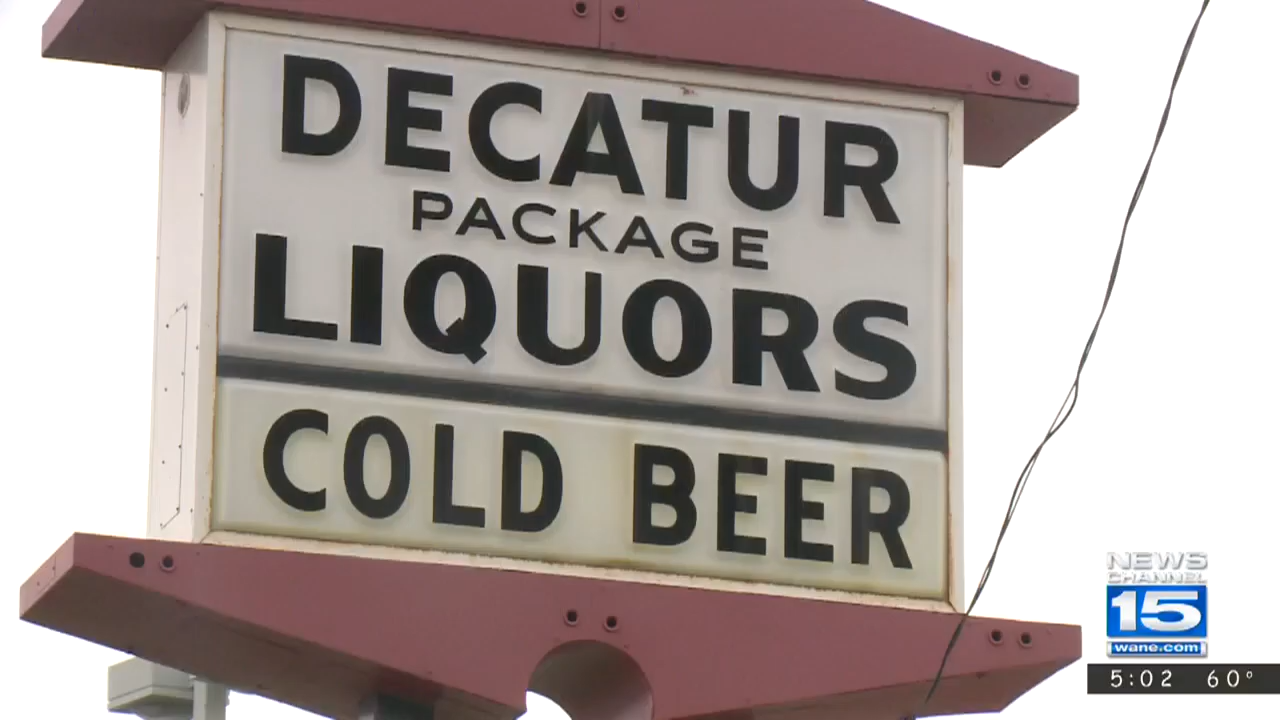 DECATUR
PACKAGE
LIQUORS
COLD BEER
NEWS
CHANNEL
15
wane.com
5:02 60°